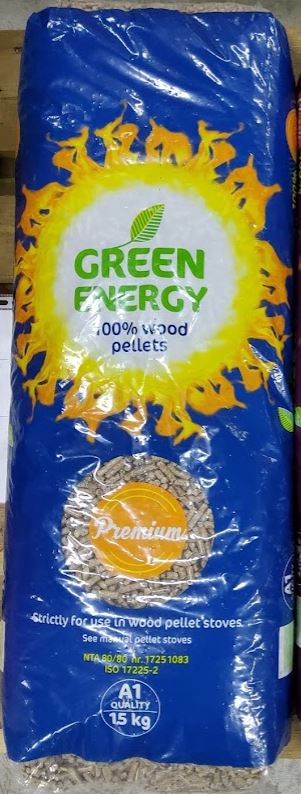 GREEN
ENERGY
100% wood
pellets
Premium
Strictly for use in wood pellet stoves
See manual pellet stoves
NTA 80/80 nr. 17251083
ISO 17225-2
A1
QUALITY
15 kg
A1